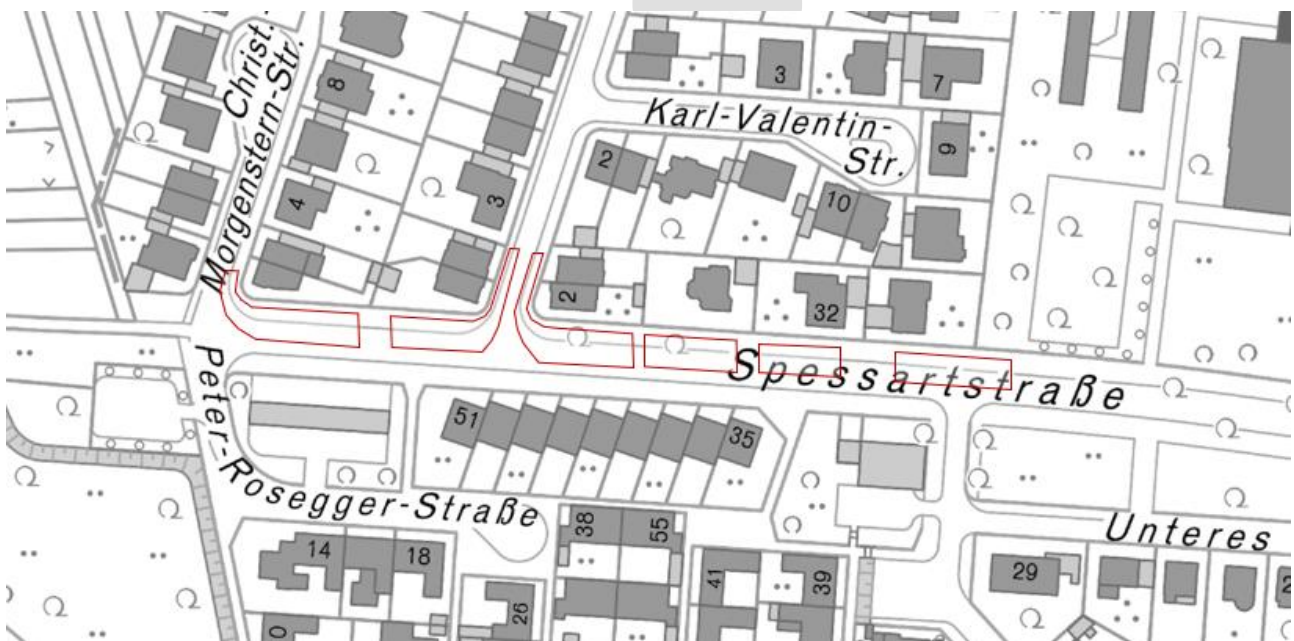 Christ.-
Morgenstern-Str.
8
4
3
3
7
Karl-Valentin-
Str.
9
2
10
2
32
Spessartstraße
Peter-Rosegger-Straße
51
35
14
18
38
55
41
39
26
Unteres
29